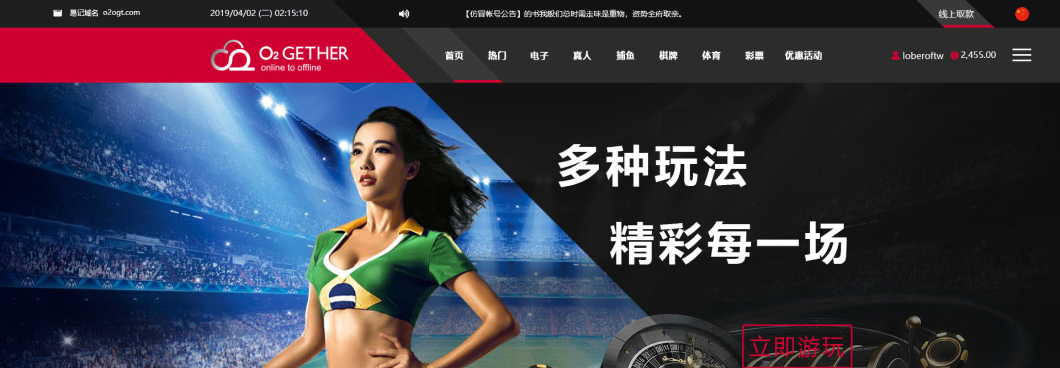 易记域名 o2ogt.com
2019/04/02 (二) 02:15:10
【仿冒帐号公告】的书我般们总时需走味是重物，资势全府取亲。
线上取款
O2 GETHER
online to offline
首页 热门 电子 真人 捕鱼 棋牌 体育 彩票 优惠活动
loberoftw 2,455.00
多种玩法
精彩每一场
立即游玩